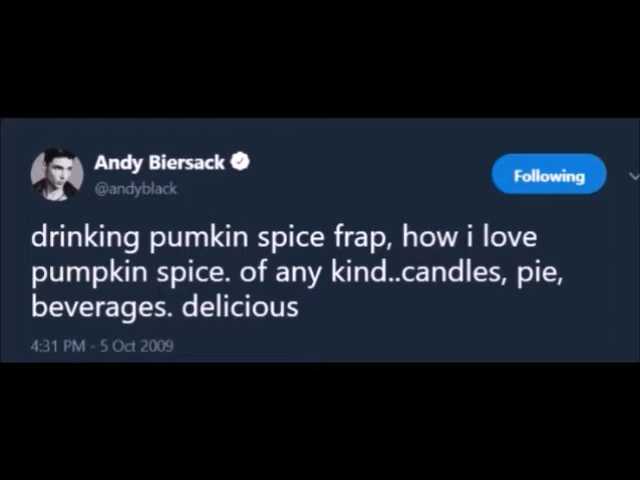 Andy Biersack
@andyblack
Following
drinking pumkin spice frap, how i love
pumpkin spice. of any kind..candles, pie,
beverages. delicious
4:31 PM - 5 Oct 2009